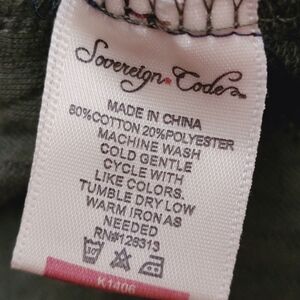 Sovereign Code
MADE IN CHINA
80%COTTON 20%POLYESTER
MACHINE WASH
COLD GENTLE
CYCLE WITH
LIKE COLORS.
TUMBLE DRY LOW
WARM IRON AS
NEEDED
RN#128313
30
K1406